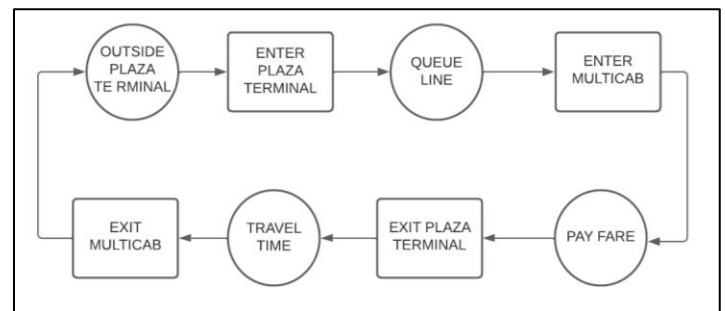 OUTSIDE
PLAZA
TE RMINAL
ENTER
PLAZA
TERMINAL
QUEUE
LINE
ENTER
MULTICAB
EXIT
MULTICAB
TRAVEL
TIME
EXIT PLAZA
TERMINAL
PAY FARE